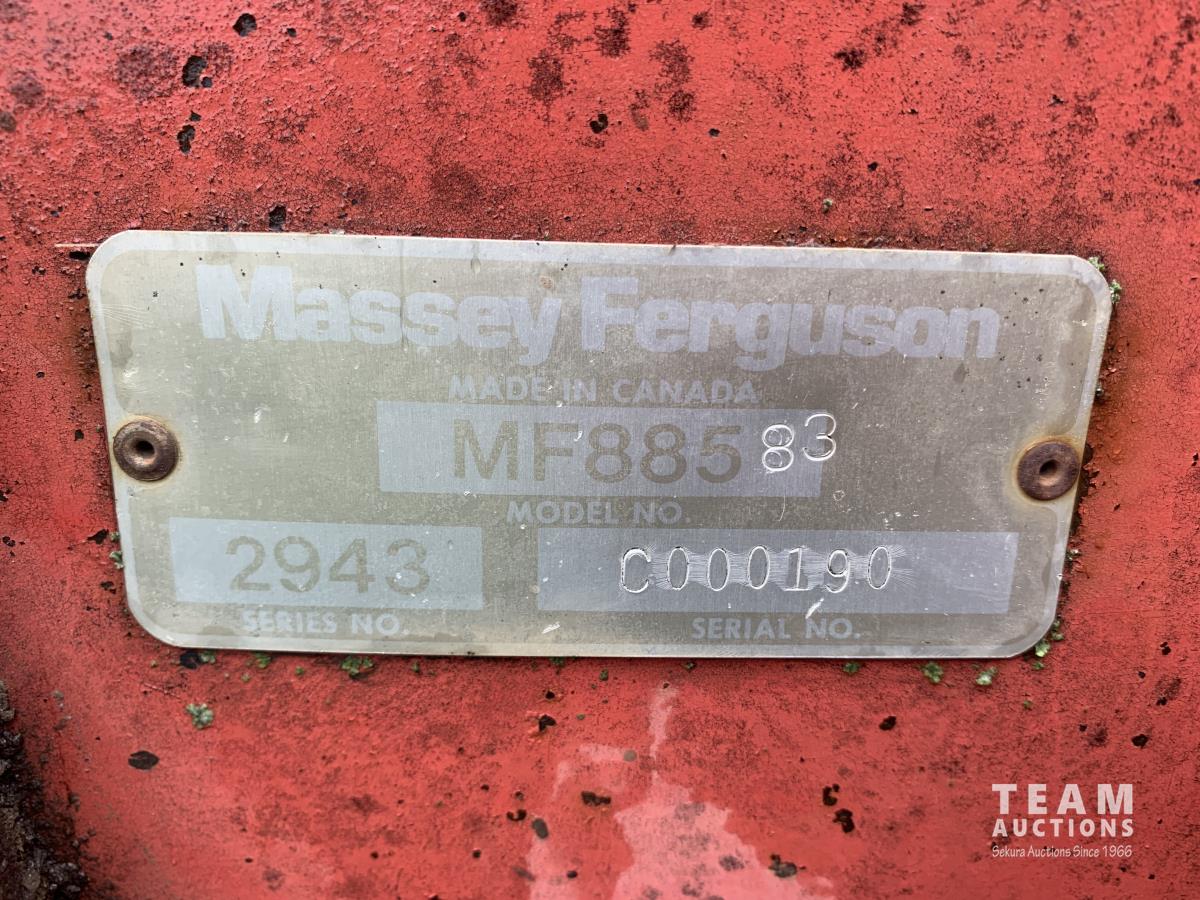 Massey Ferguson
MADE IN CANADA
MF885 83
MODEL NO.
2943 C000190
SERIES NO. SERIAL NO.
TEAM
AUCTIONS
Sekura Auctions Since 1966